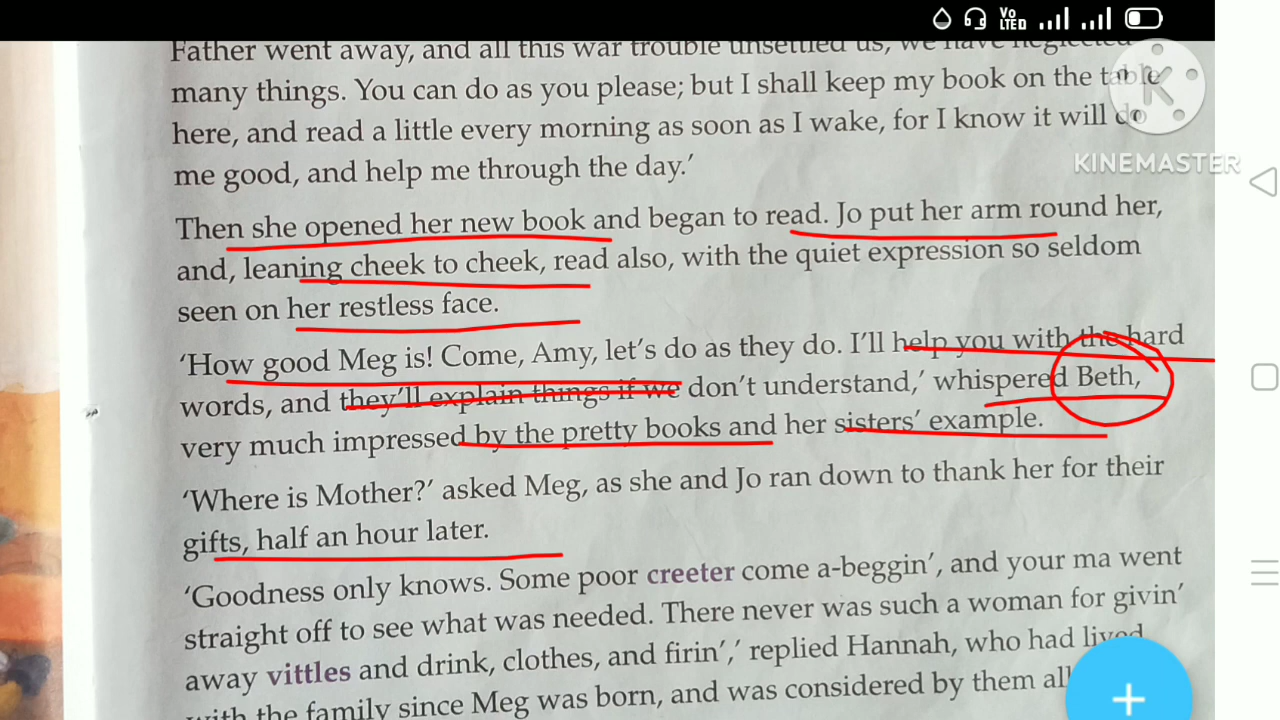 Vo
LTED
Father went away, and all this war trouble unsettled us, we have neglected
many things. You can do as you please; but I shall keep my book on the table
here, and read a little every morning as soon as I wake, for I know it will do
me good, and help me through the day.’
KINEMASTER
Then she opened her new book and began to read. Jo put her arm round her,
and, leaning cheek to cheek, read also, with the quiet expression so seldom
seen on her restless face.
‘How good Meg is! Come, Amy, let’s do as they do. I’ll help you with the hard
words, and they’ll explain things if we don’t understand,’ whispered Beth,
very much impressed by the pretty books and her sisters’ example.
‘Where is Mother?’ asked Meg, as she and Jo ran down to thank her for their
gifts, half an hour later.
‘Goodness only knows. Some poor creeter come a-beggin’, and your ma went
straight off to see what was needed. There never was such a woman for givin’
away vittles and drink, clothes, and firin’,’ replied Hannah, who had lived
with the family since Meg was born, and was considered by them all